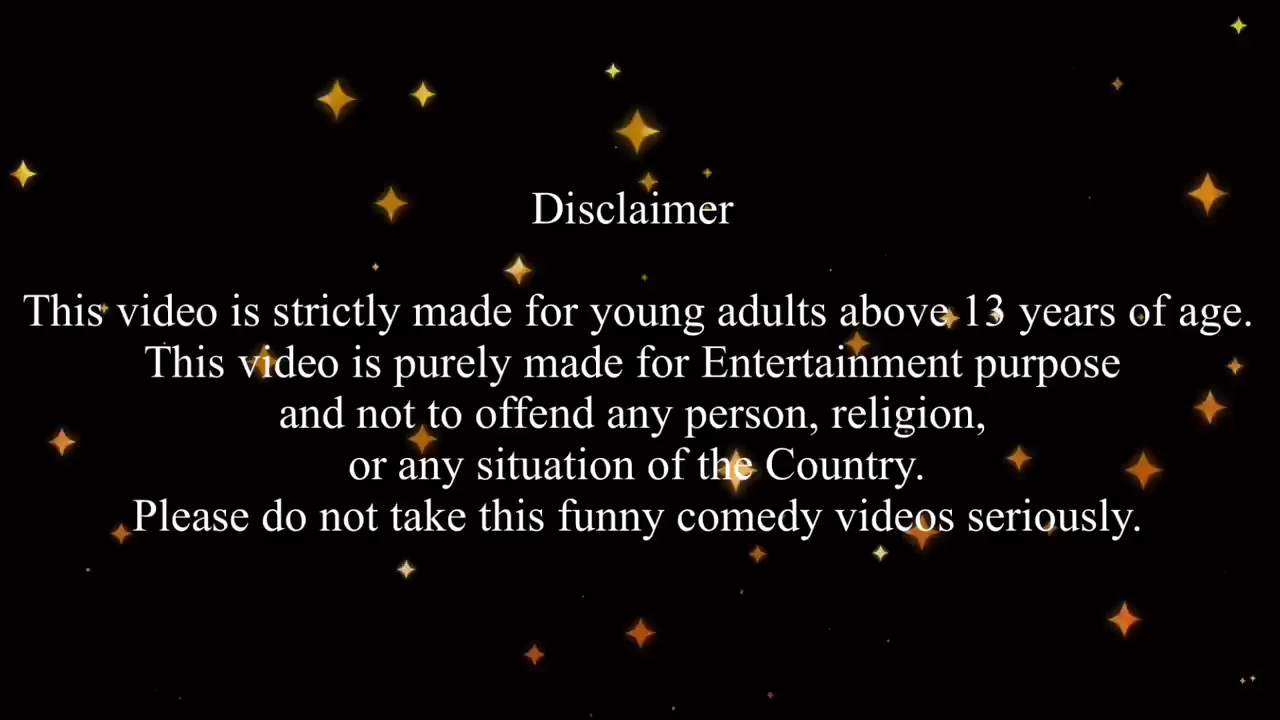 Disclaimer
This video is strictly made for young adults above 13 years of age.
This video is purely made for Entertainment purpose
and not to offend any person, religion,
or any situation of the Country.
Please do not take this funny comedy videos seriously.